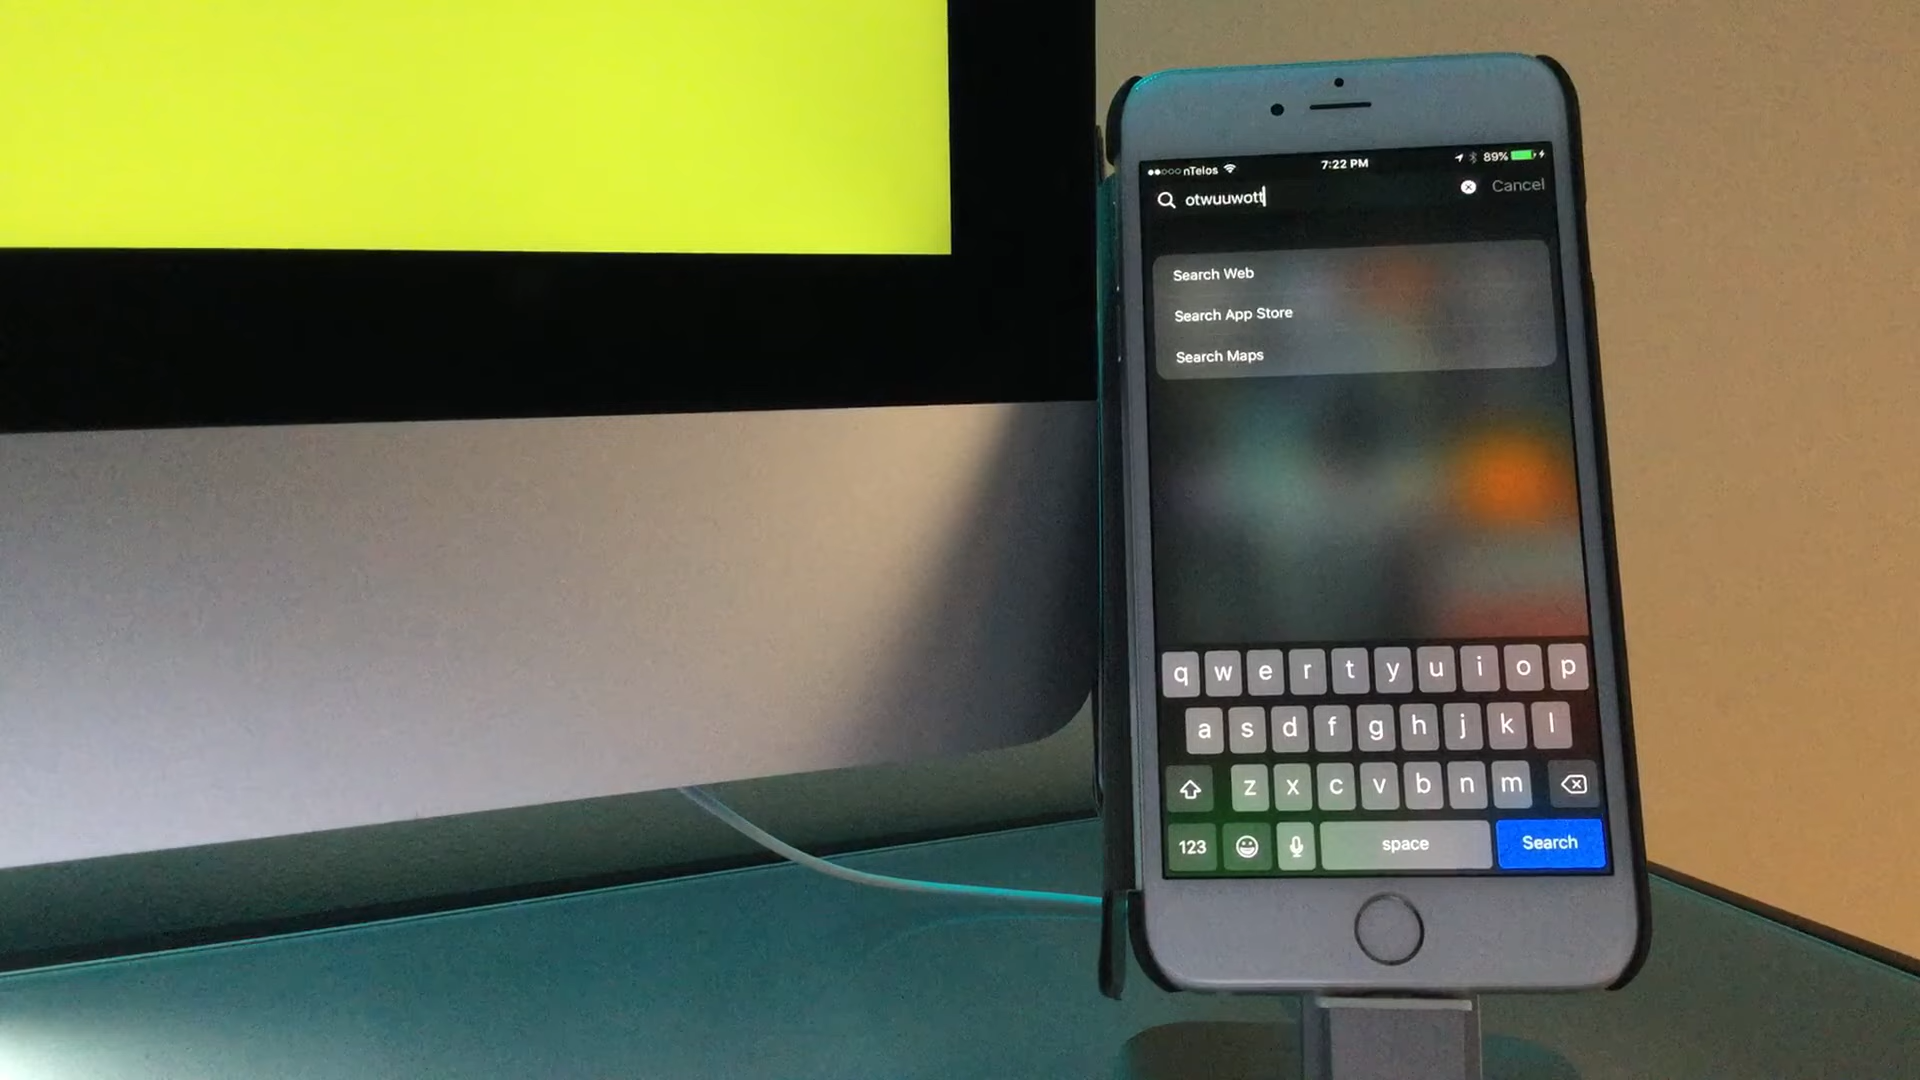 nTelos 7:22 PM 89%
otwuuwott Cancel
Search Web
Search App Store
Search Maps
q w e r t y u i o p
a s d f g h j k l
z x c v b n m
123 space Search